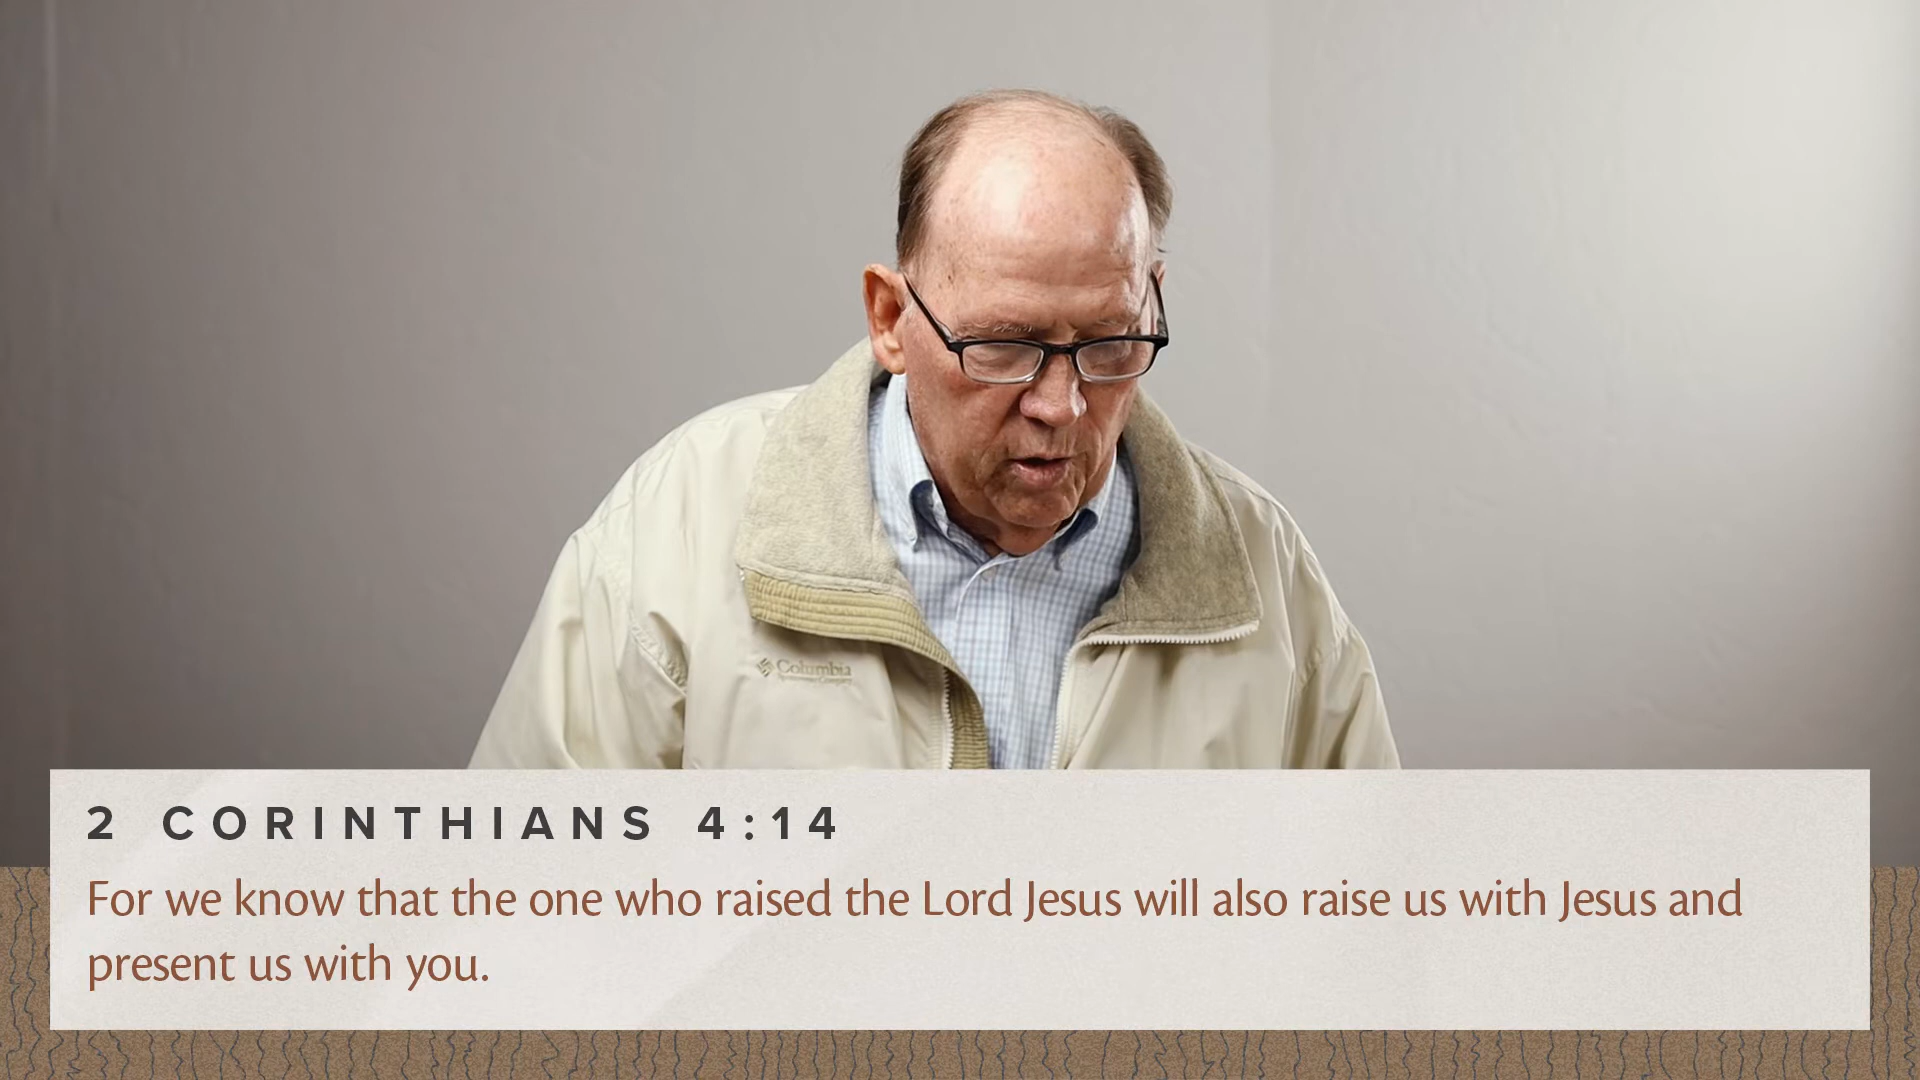 Columbia
2 CORINTHIANS 4:14
For we know that the one who raised the Lord Jesus will also raise us with Jesus and
present us with you.